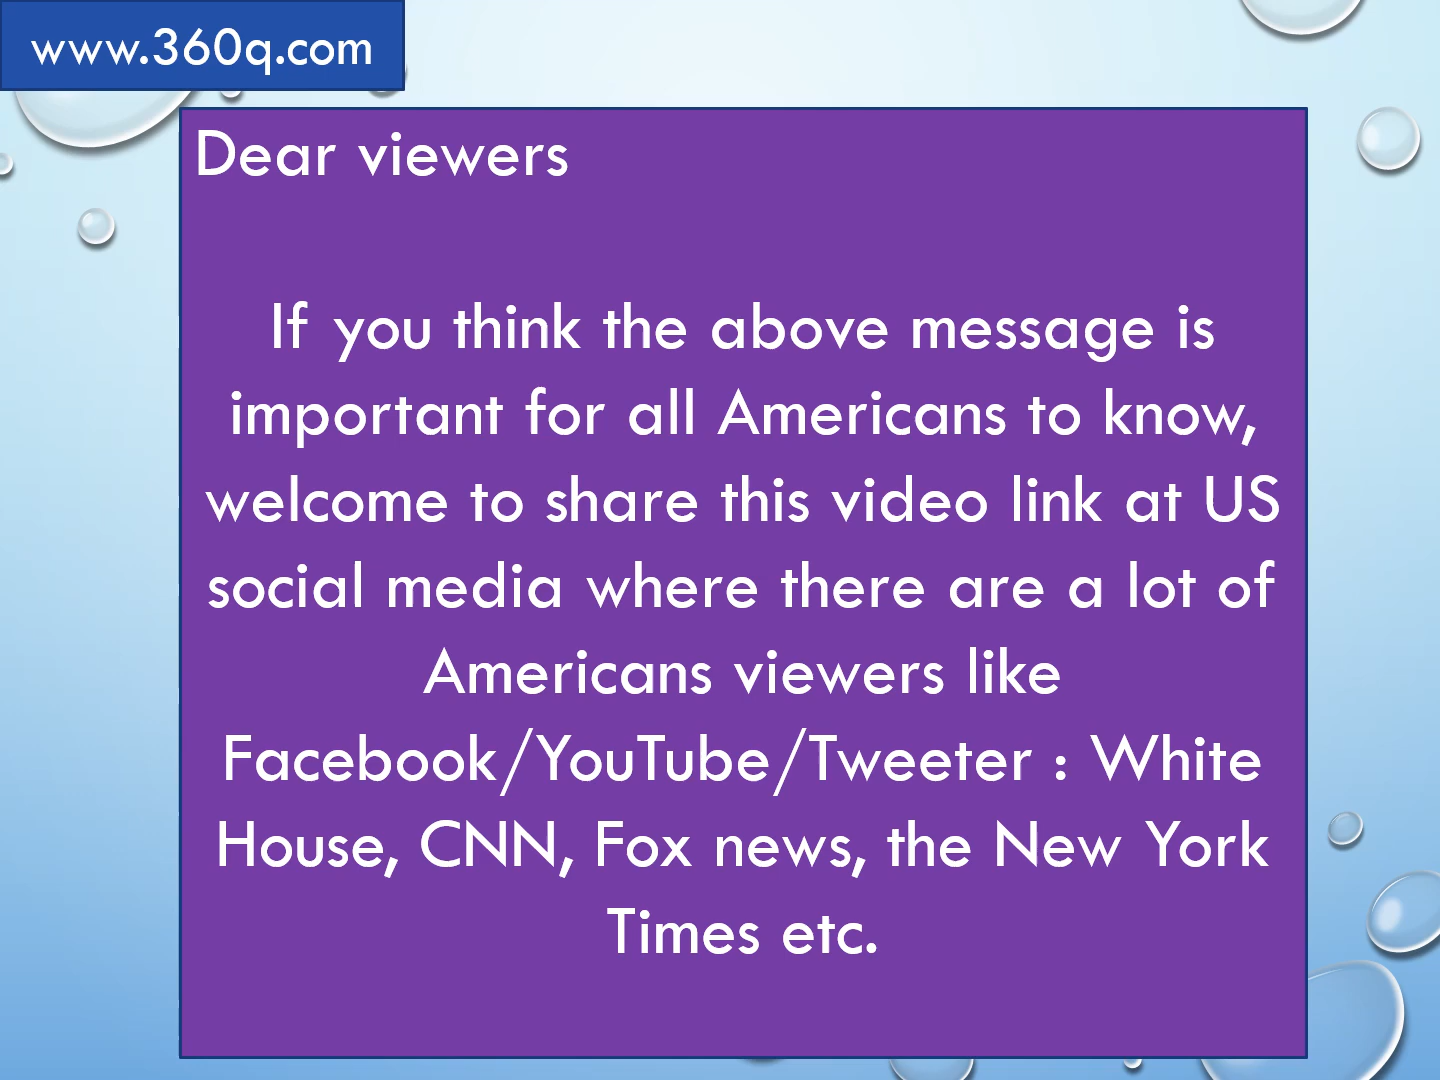 www.360q.com
Dear viewers
If you think the above message is
important for all Americans to know,
welcome to share this video link at US
social media where there are a lot of
Americans viewers like
Facebook/YouTube/Tweeter : White
House, CNN, Fox news, the New York
Times etc.